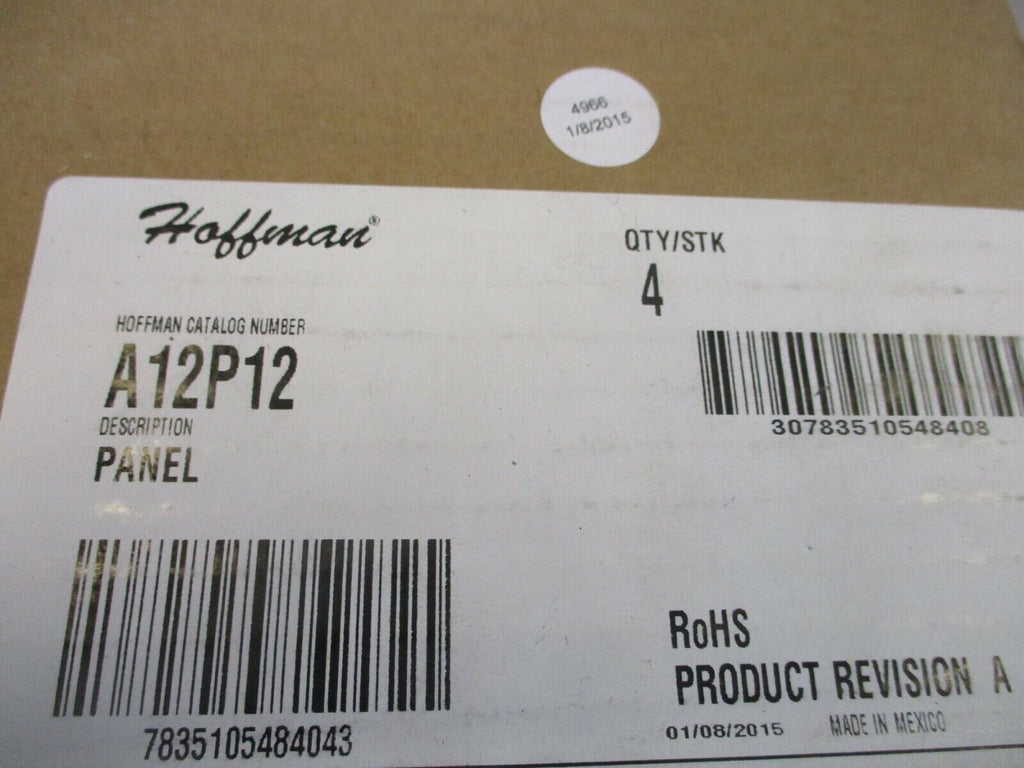 4966
1/8/2015
Hoffman®
QTY/STK
4
HOFFMAN CATALOG NUMBER
A12P12
DESCRIPTION
PANEL
30783510548408
7835105484043
RoHS
PRODUCT REVISION A
01/08/2015 MADE IN MEXICO